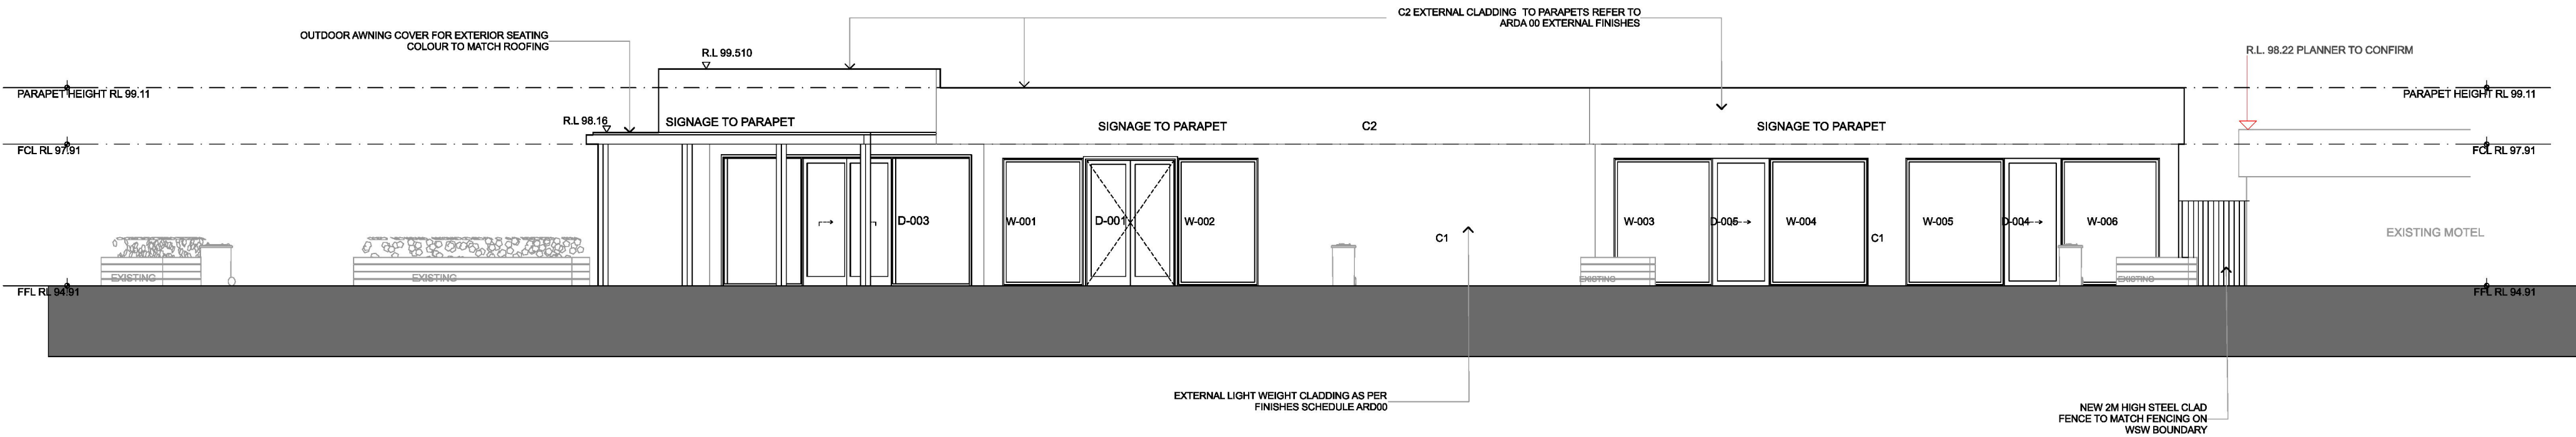 C2 EXTERNAL CLADDING  TO PARAPETS REFER TO
ARDA 00 EXTERNAL FINISHES
OUTDOOR AWNING COVER FOR EXTERIOR SEATING
COLOUR TO MATCH ROOFING
R.L 99.510
R.L. 98.22 PLANNER TO CONFIRM
PARAPET HEIGHT RL 99.11
PARAPET HEIGHT RL 99.11
R.L 98.16
SIGNAGE TO PARAPET
SIGNAGE TO PARAPET
C2
SIGNAGE TO PARAPET
FCL RL 97.91
FCL RL 97.91
D-003
W-001
D-001
W-002
W-003
D-005
W-004
W-005
D-004
W-006
C1
C1
EXISTING MOTEL
EXISTING
EXISTING
EXISTING
EXISTING
FFL RL 94.91
FFL RL 94.91
EXTERNAL LIGHT WEIGHT CLADDING AS PER
FINISHES SCHEDULE ARD00
NEW 2M HIGH STEEL CLAD
FENCE TO MATCH FENCING ON
WSW BOUNDARY